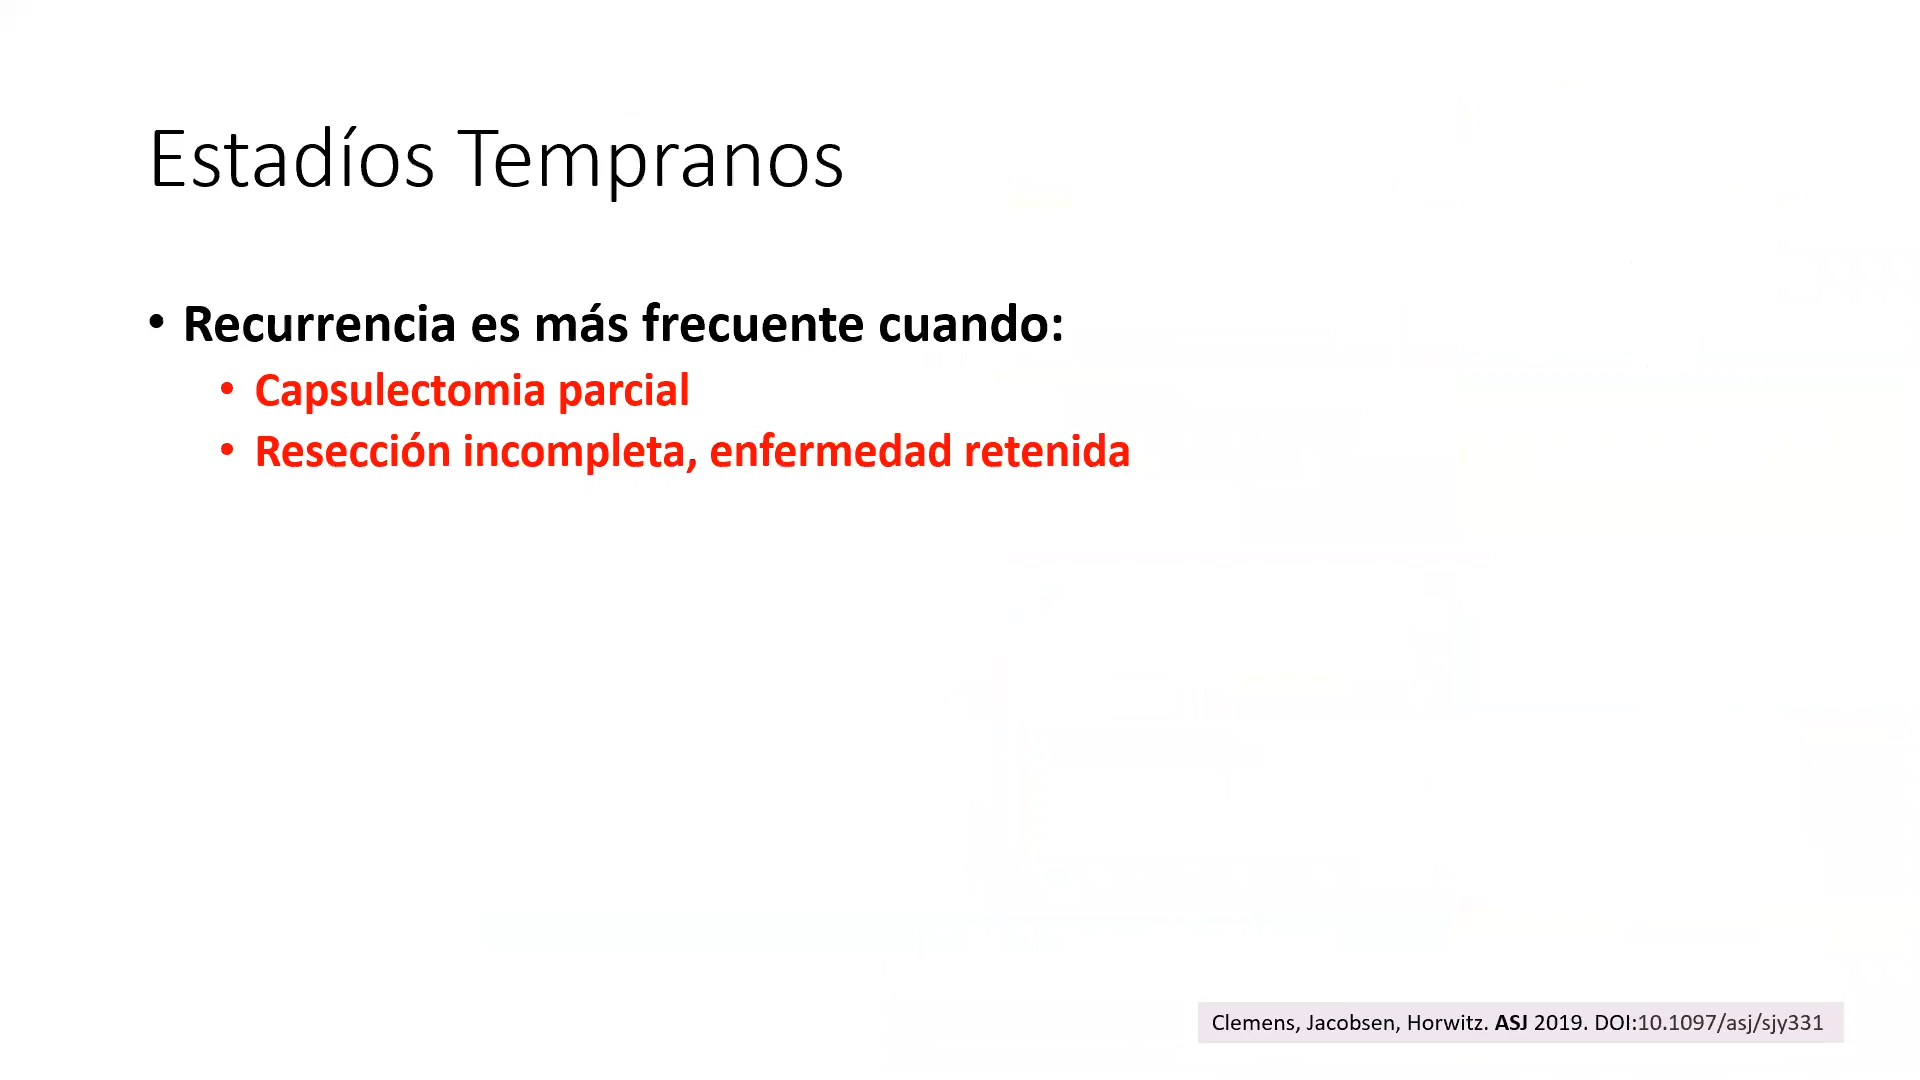 Estadíos Tempranos
• Recurrencia es más frecuente cuando:
• Capsulectomia parcial
• Resección incompleta, enfermedad retenida
Clemens, Jacobsen, Horwitz. ASJ 2019. DOI:10.1097/asj/sjy331